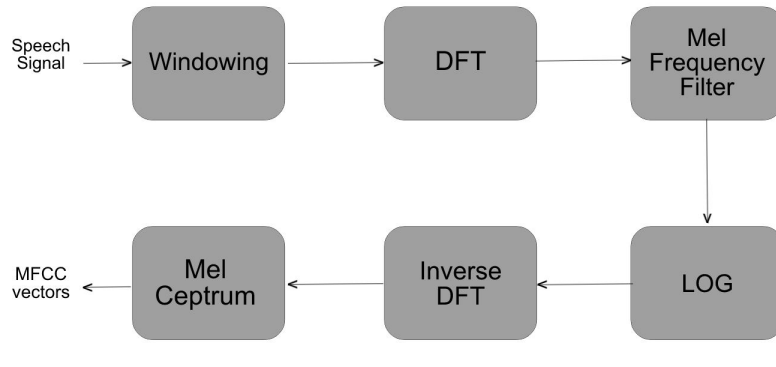 Speech
Signal
Windowing
DFT
Mel
Frequency
Filter
MFCC
vectors
Mel
Ceptrum
Inverse
DFT
LOG